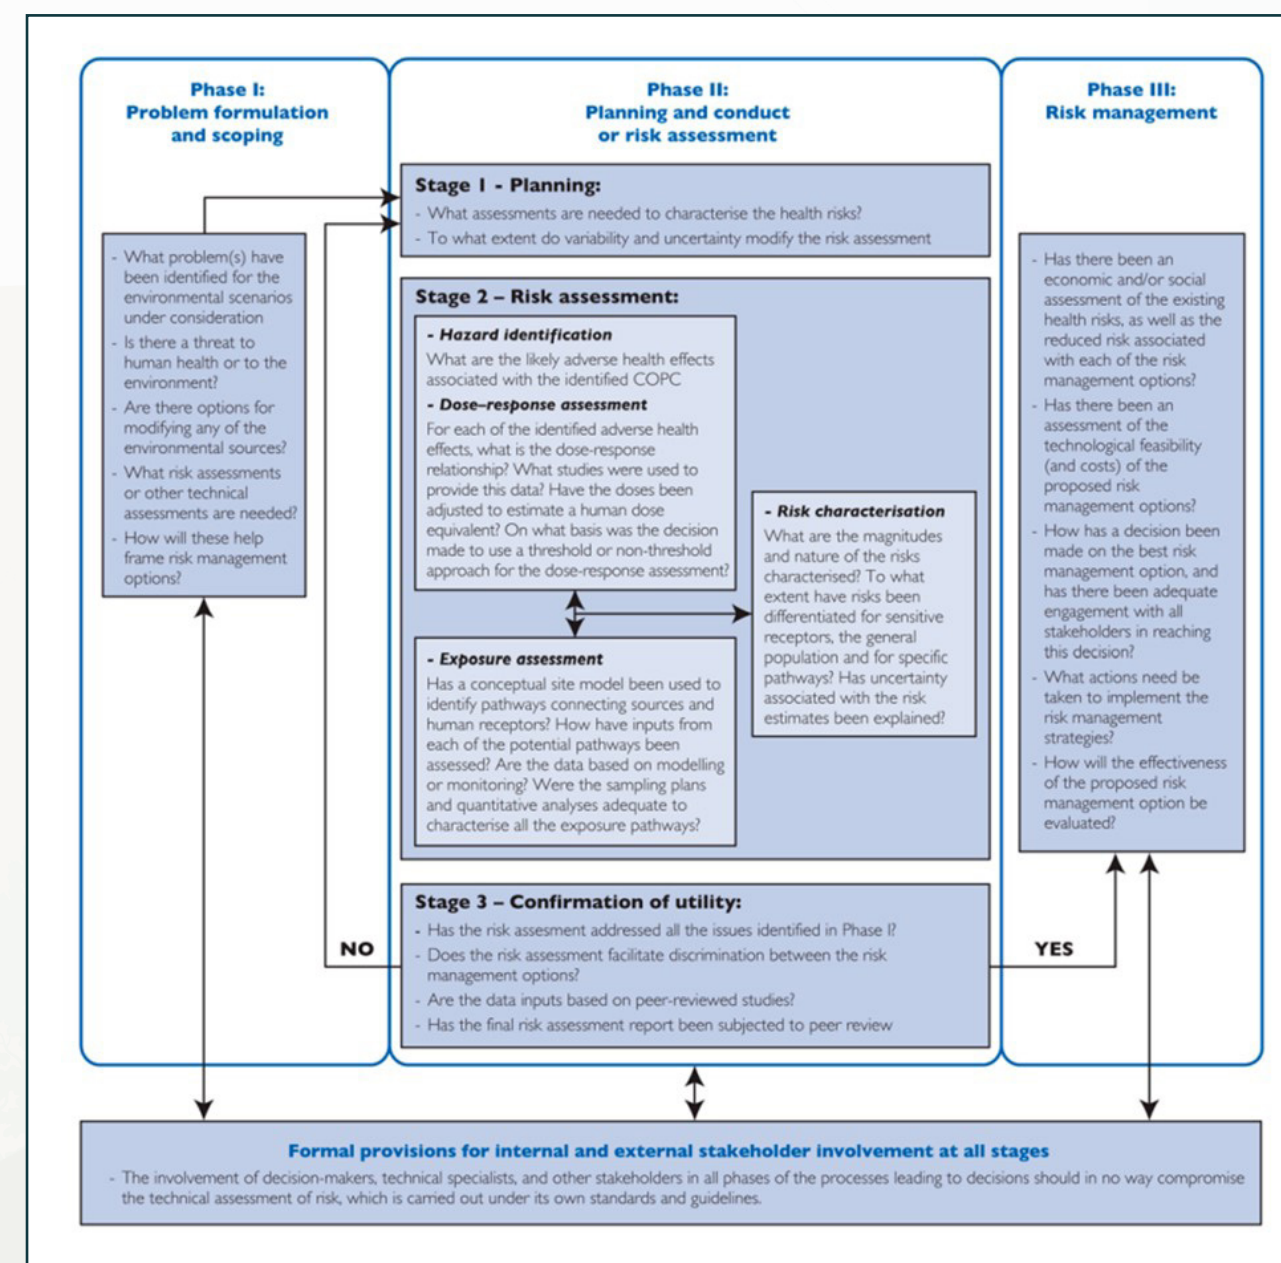 Phase I:
Problem formulation
and scoping
- What problem(s) have
been identified for the
environmental scenarios
under consideration
- Is there a threat to
human health or to the
environment?
- Are there options for
modifying any of the
environmental sources?
- What risk assessments
or other technical
assessments are needed?
- How will these help
frame risk management
options?
Phase II:
Planning and conduct
or risk assessment
Stage 1 - Planning:
- What assessments are needed to characterise the health risks?
- To what extent do variability and uncertainty modify the risk assessment
Stage 2 – Risk assessment:
- Hazard identification
What are the likely adverse health effects
associated with the identified COPC
- Dose–response assessment
For each of the identified adverse health
effects, what is the dose-response
relationship? What studies were used to
provide this data? Have the doses been
adjusted to estimate a human dose
equivalent? On what basis was the decision
made to use a threshold or non-threshold
approach for the dose-response assessment?
- Exposure assessment
Has a conceptual site model been used to
identify pathways connecting sources and
human receptors? How have inputs from
each of the potential pathways been
assessed? Are the data based on modelling
or monitoring? Were the sampling plans
and quantitative analyses adequate to
characterise all the exposure pathways?
- Risk characterisation
What are the magnitudes
and nature of the risks
characterised? To what
extent have risks been
differentiated for sensitive
receptors, the general
population and for specific
pathways? Has uncertainty
associated with the risk
estimates been explained?
Stage 3 – Confirmation of utility:
- Has the risk assesment addressed all the issues identified in Phase I?
- Does the risk assessment facilitate discrimination between the risk
management options?
- Are the data inputs based on peer-reviewed studies?
- Has the final risk assessment report been subjected to peer review
NO
YES
Phase III:
Risk management
- Has there been an
economic and/or social
assessment of the existing
health risks, as well as the
reduced risk associated
with each of the risk
management options?
- Has there been an
assessment of the
technological feasibility
(and costs) of the
proposed risk
management options?
- How has a decision been
made on the best risk
management option, and
has there been adequate
engagement with all
stakeholders in reaching
this decision?
- What actions need be
taken to implement the
risk management
strategies?
- How will the effectiveness
of the proposed risk
management option be
evaluated?
Formal provisions for internal and external stakeholder involvement at all stages
- The involvement of decision-makers, technical specialists, and other stakeholders in all phases of the processes leading to decisions should in no way compromise
the technical assessment of risk, which is carried out under its own standards and guidelines.